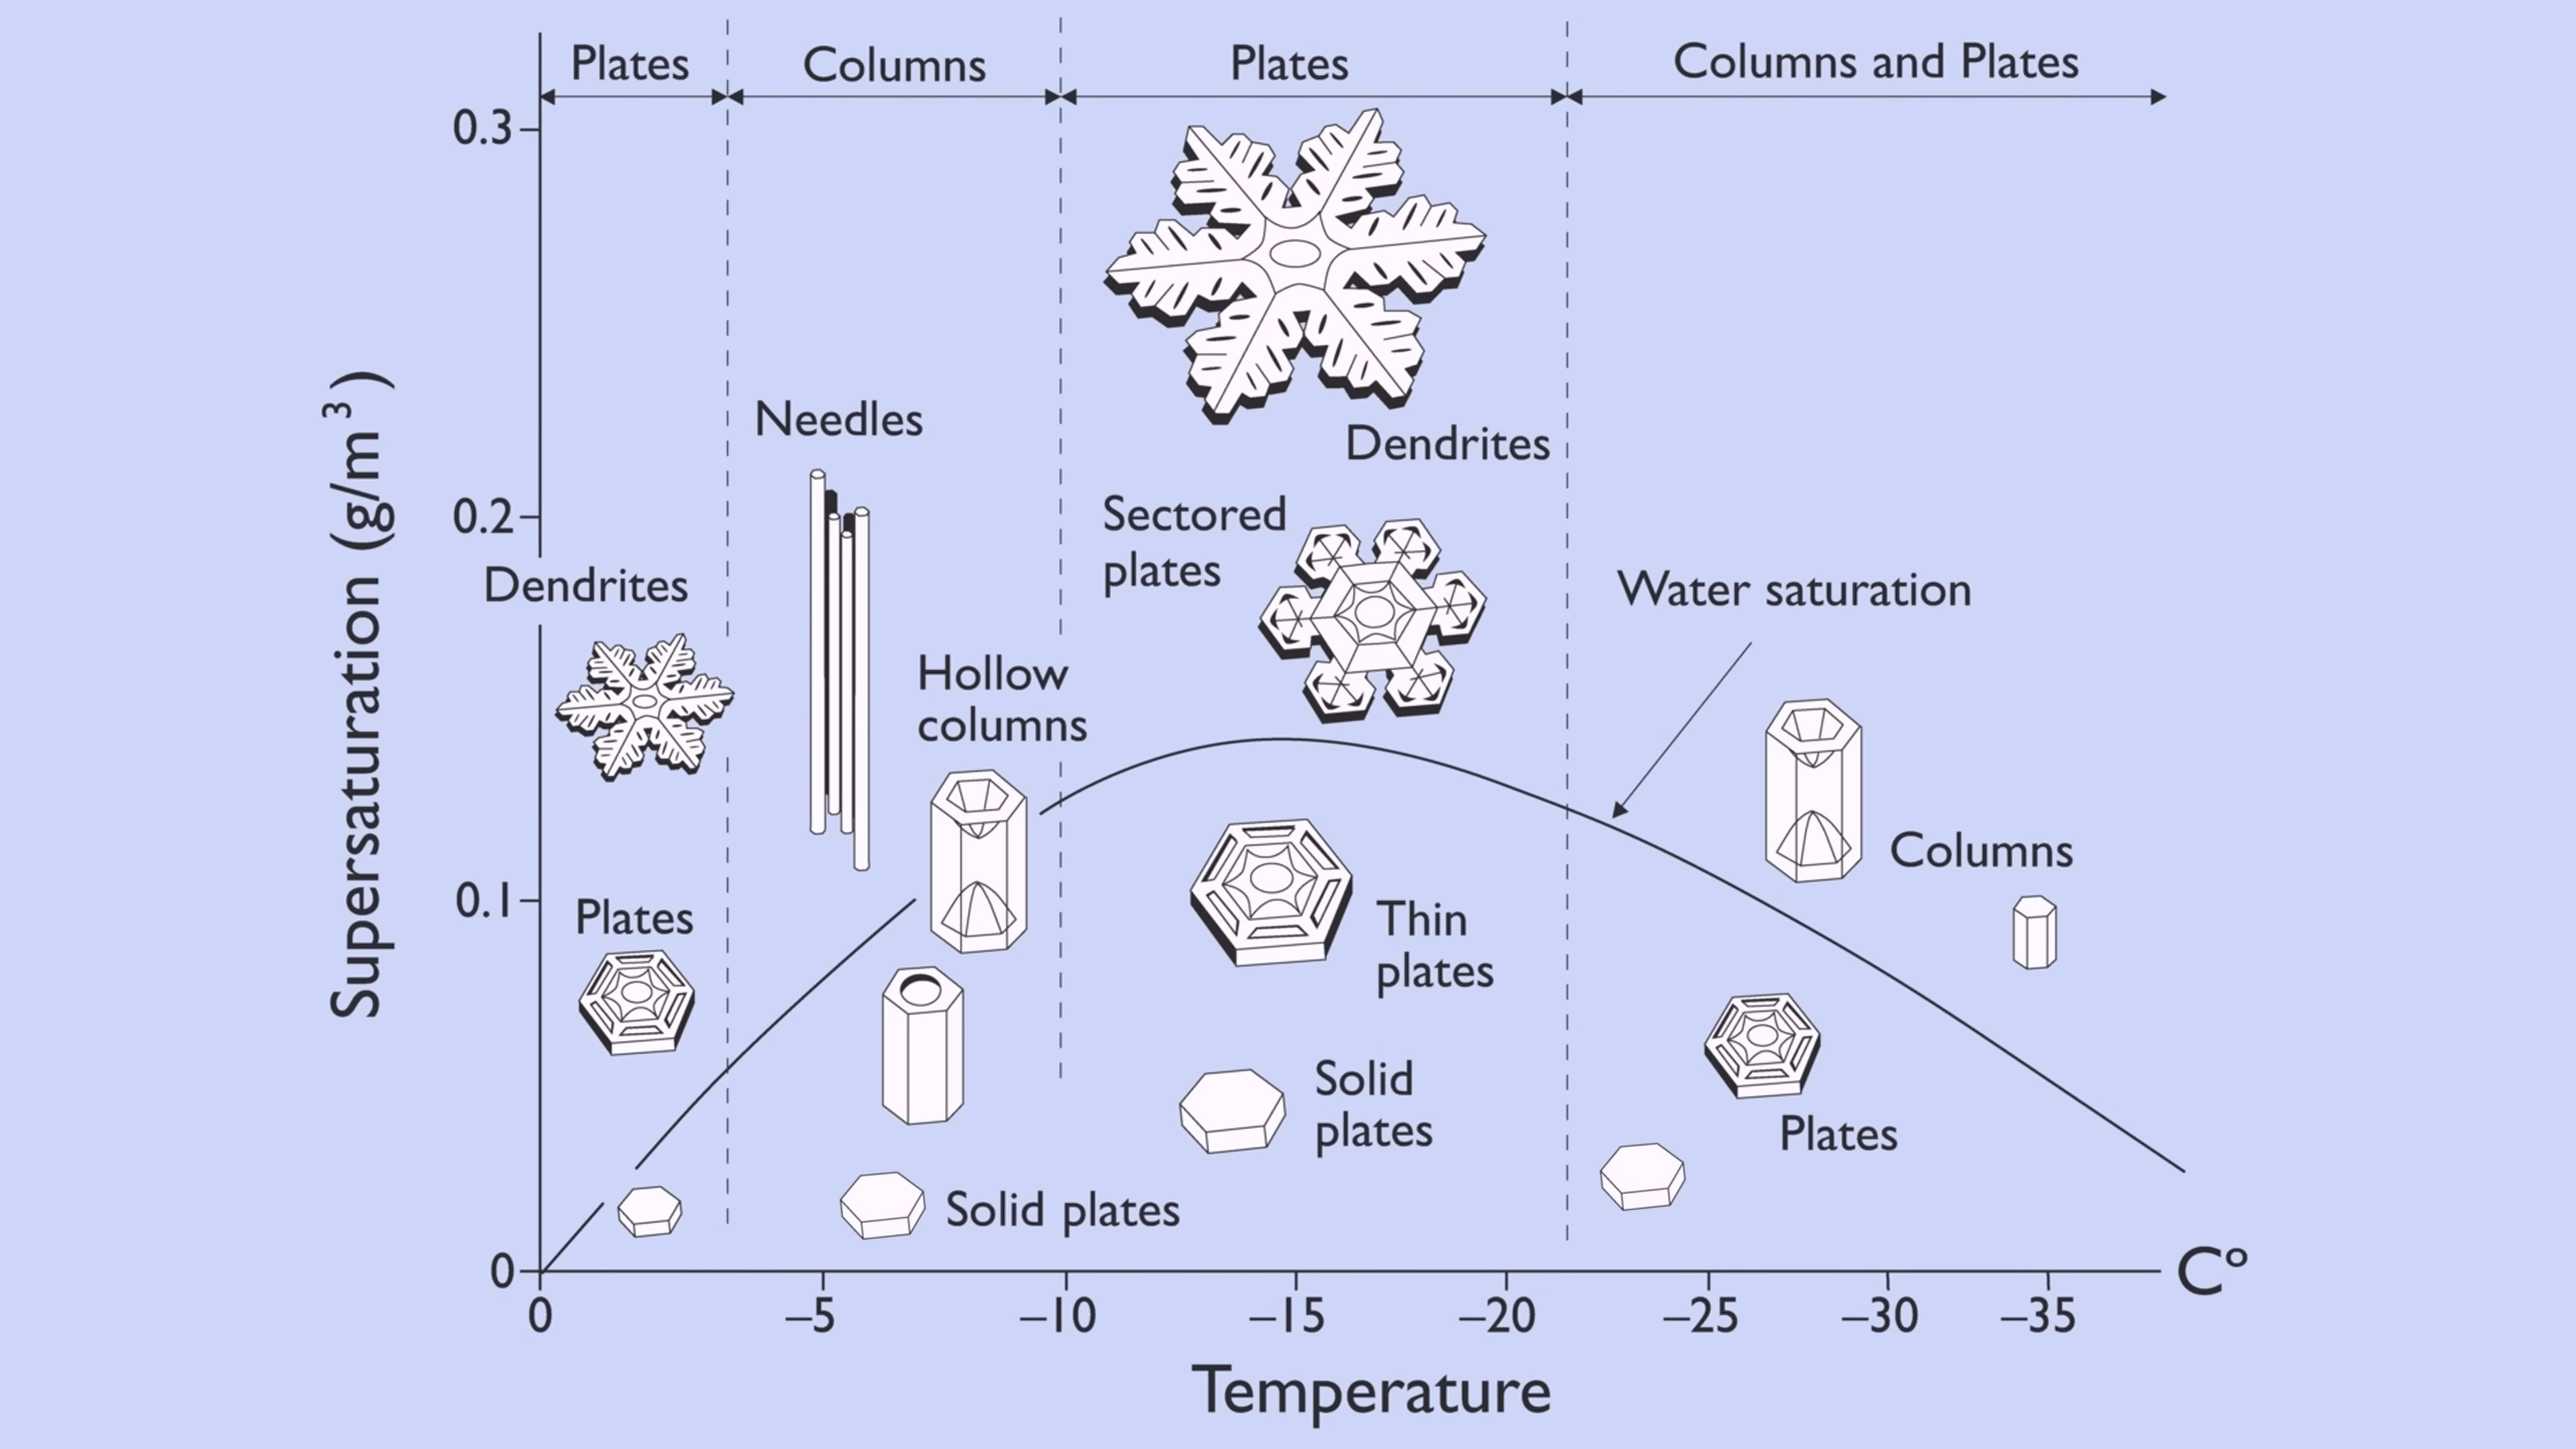 Plates
Columns
Plates
Columns and Plates
0.3
Needles
Dendrites
0.2
Sectored
plates
Dendrites
Water saturation
Hollow
columns
Supersaturation (g/m³)
0.1
Plates
Thin
plates
Columns
Solid
plates
Plates
Solid plates
0
C°
0
–5
–10
–15
–20
–25
–30
–35
Temperature